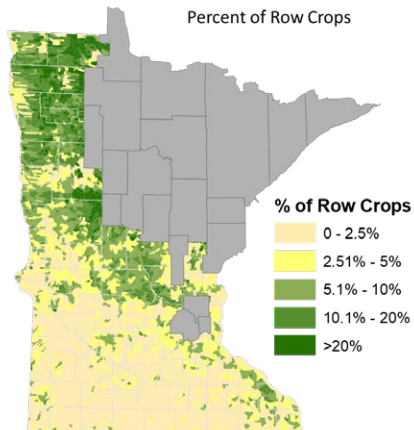 Percent of Row Crops
% of Row Crops
0 - 2.5%
2.51% - 5%
5.1% - 10%
10.1% - 20%
>20%